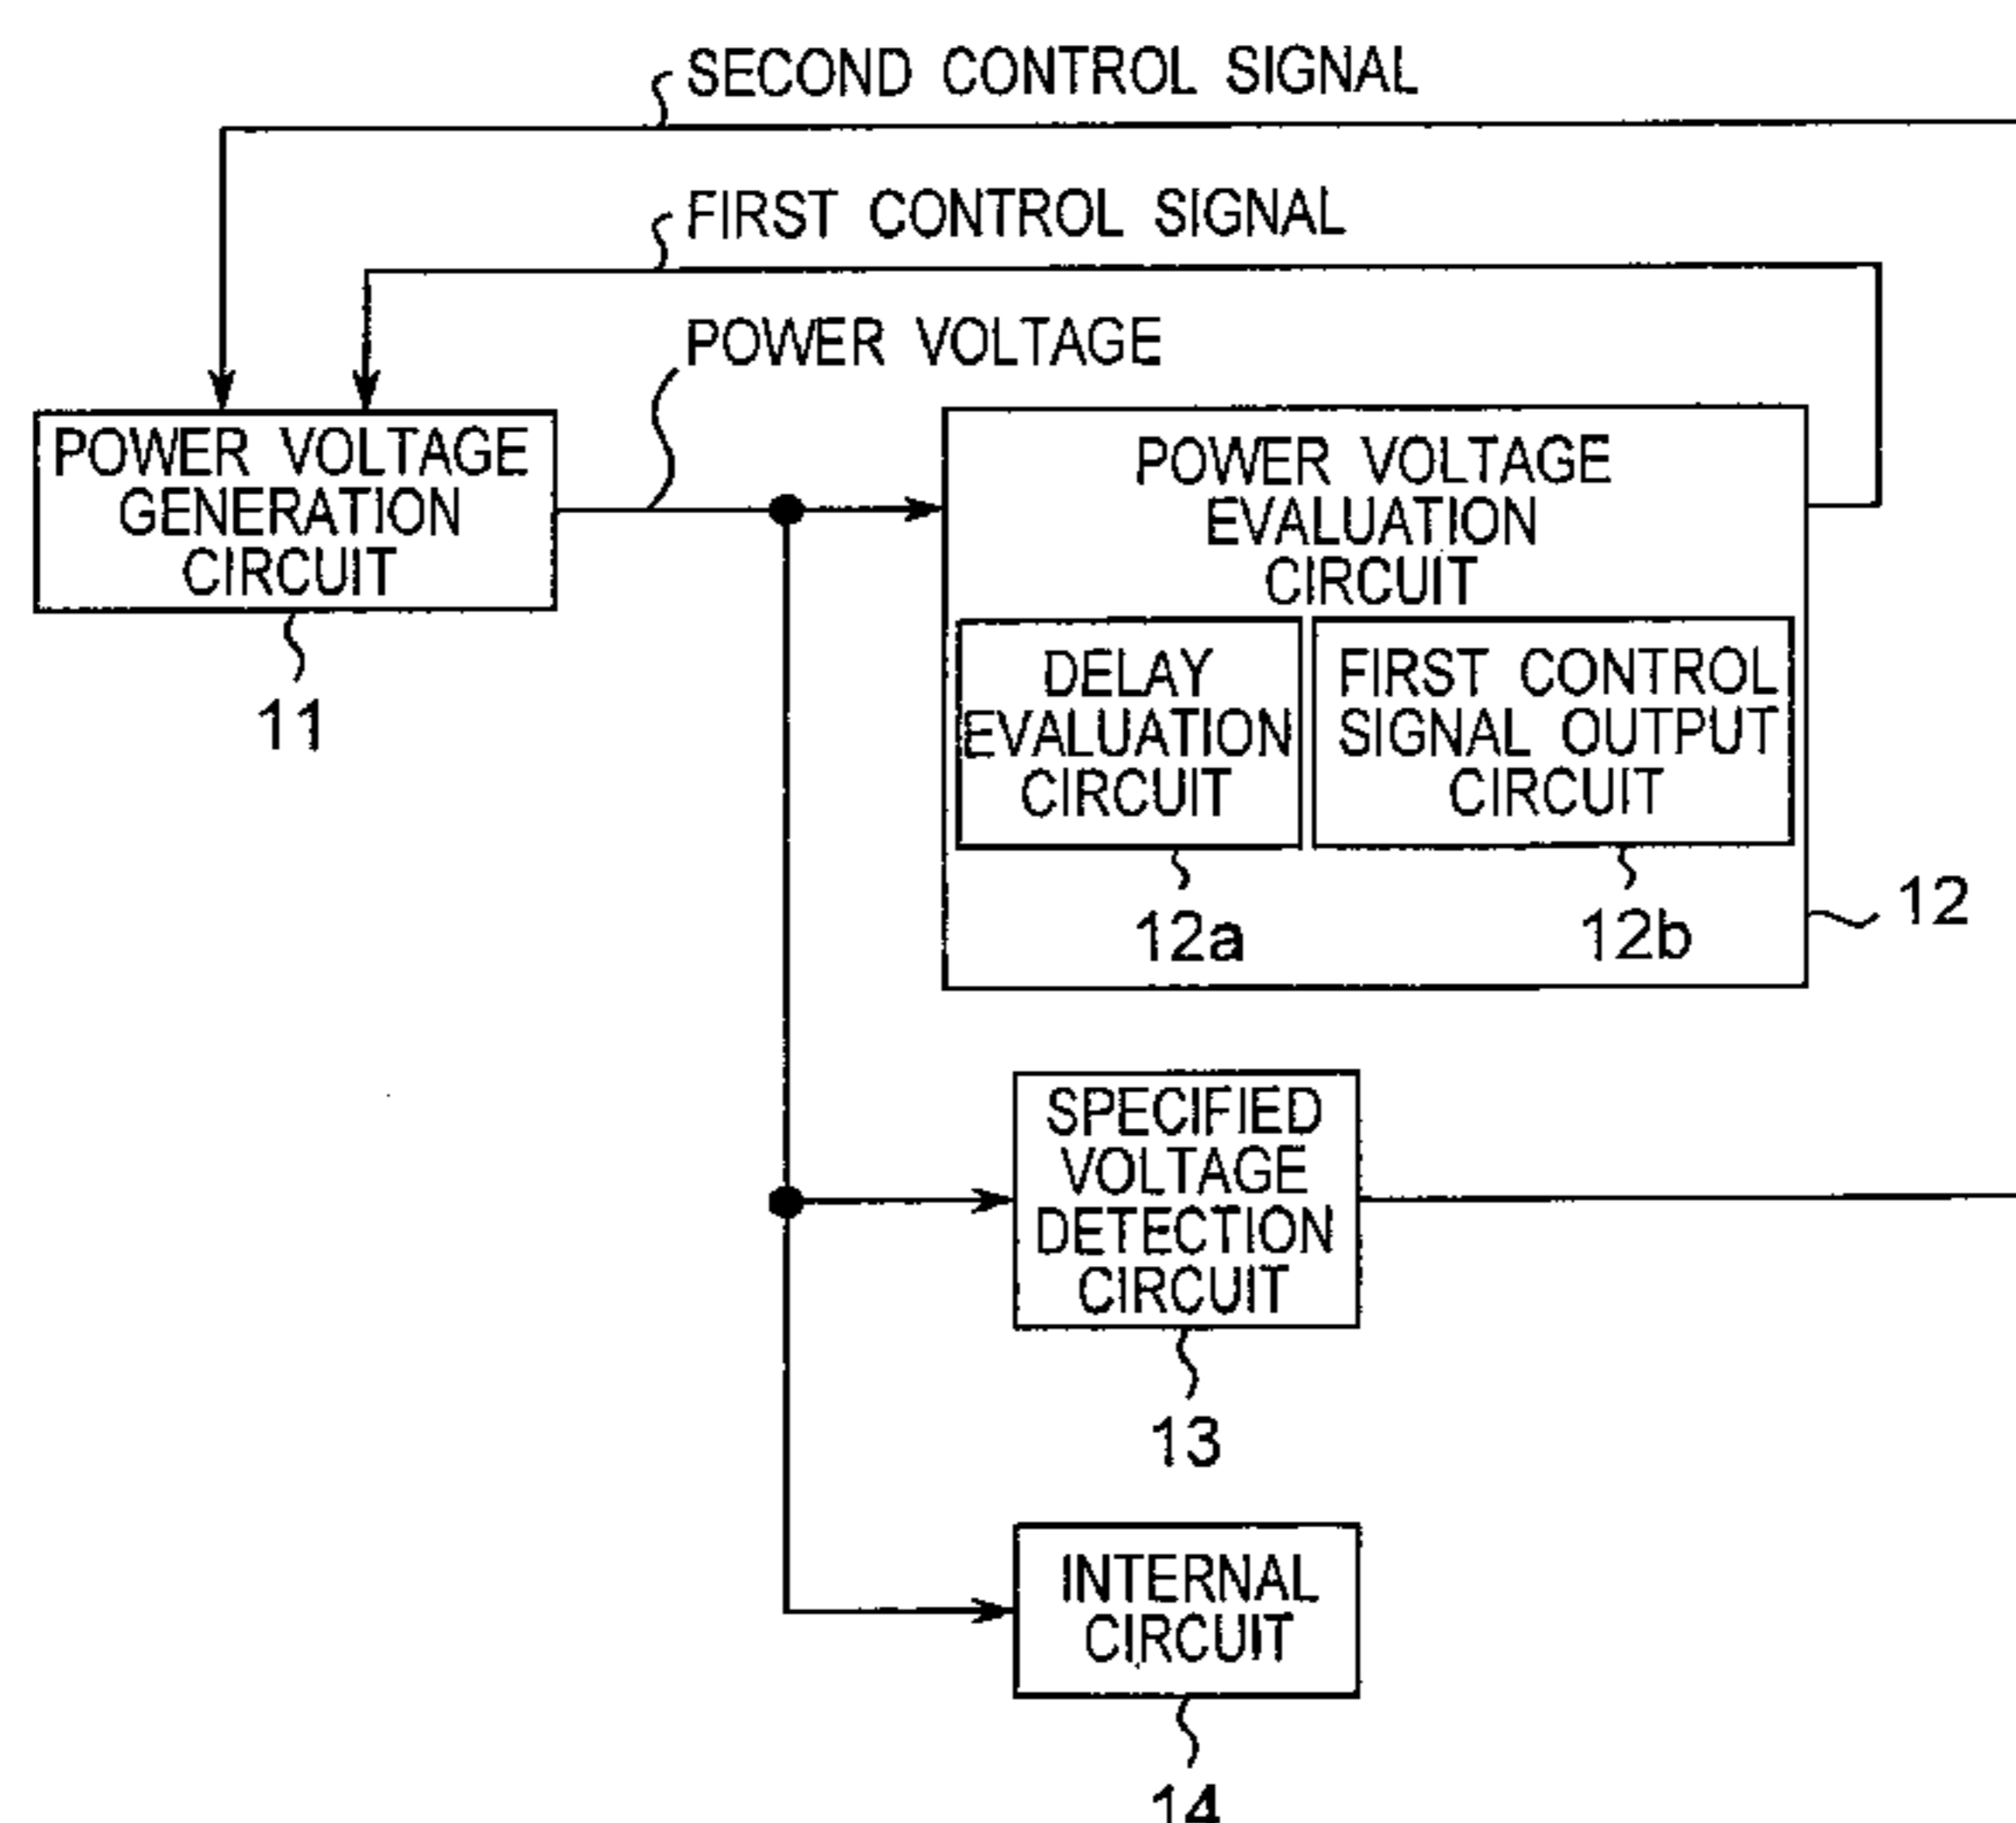 SECOND CONTROL SIGNAL
FIRST CONTROL SIGNAL
POWER VOLTAGE
POWER VOLTAGE
GENERATION
CIRCUIT
11
POWER VOLTAGE
EVALUATION
CIRCUIT
DELAY
EVALUATION
CIRCUIT
12a
FIRST CONTROL
SIGNAL OUTPUT
CIRCUIT
12b
12
SPECIFIED
VOLTAGE
DETECTION
CIRCUIT
13
INTERNAL
CIRCUIT
14